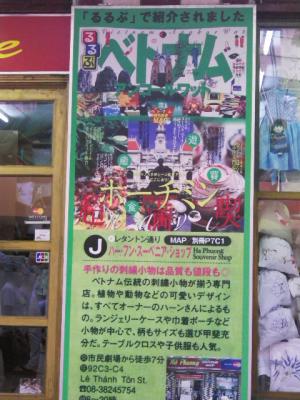 「るるぶ」で紹介されました
るるぶ
ベトナム
アンコール・ワット
ホーチミン
J
レタントン通り
MAP 別冊P7C1
ハー・フン・スーベニア・ショップ
Ha Phuong
Souvenir Shop
手作りの刺繍小物は品質も値段も◎
ベトナム伝統の刺繍小物が揃う専門
店。植物や動物などの可愛いデザイン
は、すべてオーナーのハーンさんによるも
の。ランジェリーケースや巾着ポーチなど
小物が中心で、柄もサイズも選び甲斐充
分だ。テーブルクロスや子供服も人気。
市民劇場から徒歩7分
92C3-C4
Lê Thánh Tôn St.
☎08-38245754